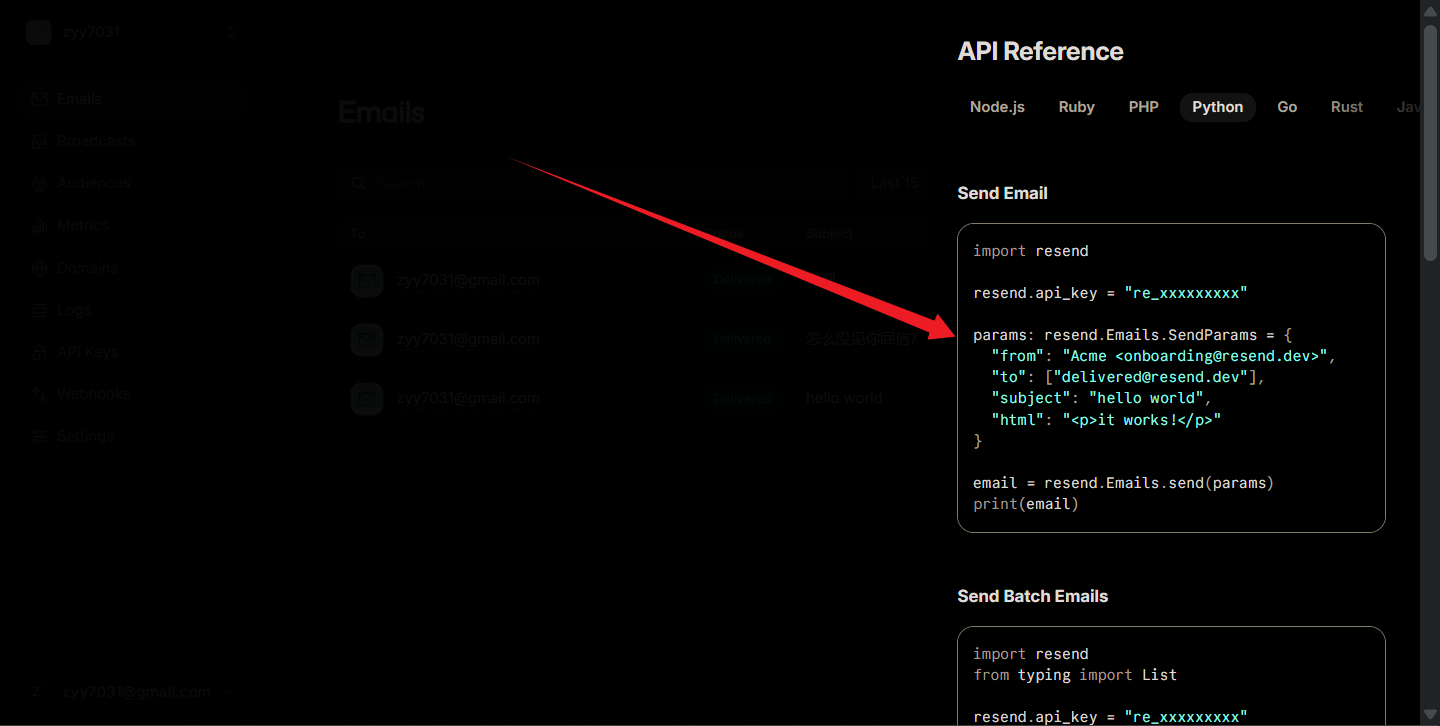 zyy7031
Emails
Broadcasts
Audiences
Metrics
Domains
Logs
API Keys
Webhooks
Settings
zyy7031@gmail.com
Emails
Search...
Last 15
To
Subject
zyy7031@gmail.com
Delivered
zyy7031@gmail.com
Delivered
怎么没见你回信?
zyy7031@gmail.com
Delivered
hello world
API Reference
Node.js Ruby PHP Python Go Rust Jav
Send Email
import resend
resend.api_key = "re_xxxxxxxxx"
params: resend.Emails.SendParams = {
"from": "Acme <onboarding@resend.dev>",
"to": ["delivered@resend.dev"],
"subject": "hello world",
"html": "<p>it works!</p>"
}
email = resend.Emails.send(params)
print(email)
Send Batch Emails
import resend
from typing import List
resend.api_key = "re_xxxxxxxxx"